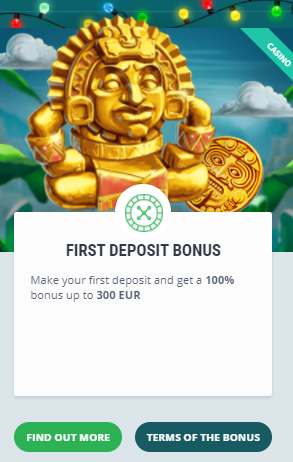 CASINO
FIRST DEPOSIT BONUS
Make your first deposit and get a 100%
bonus up to 300 EUR
FIND OUT MORE
TERMS OF THE BONUS